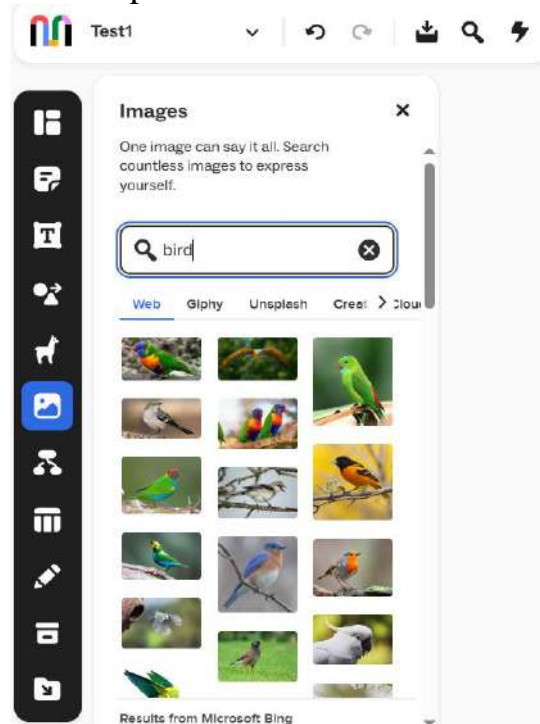 Test1
Images
One image can say it all. Search
countless images to express
yourself.
bird
Web Giphy Unsplash Creat
Results from Microsoft Bing